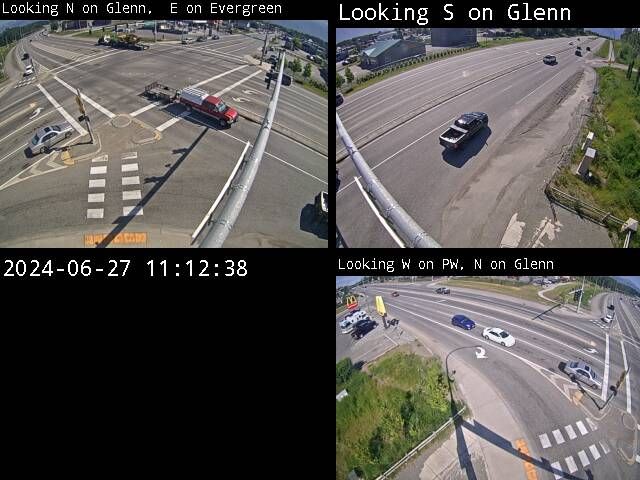 Looking N on Glenn,  E on Evergreen
Looking S on Glenn
2024-06-27 11:12:38
Looking W on PW, N on Glenn